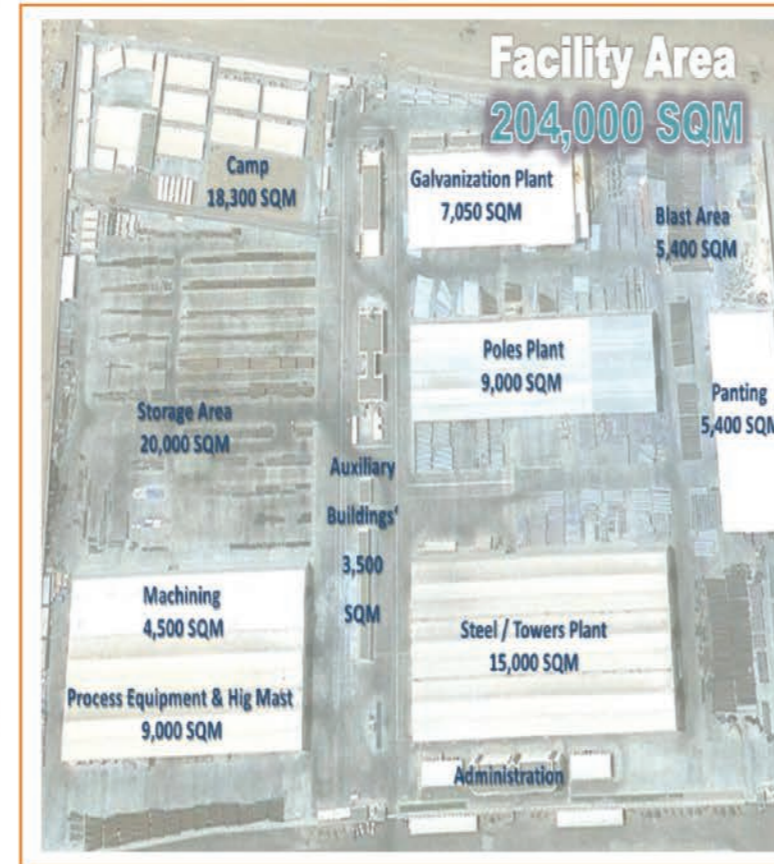 Facility Area
204,000 SQM
Camp
18,300 SQM
Galvanization Plant
7,050 SQM
Blast Area
5,400 SQM
Poles Plant
9,000 SQM
Panting
5,400 SQM
Storage Area
20,000 SQM
Auxiliary
Buildings'
3,500
SQM
Machining
4,500 SQM
Process Equipment & Hig Mast
9,000 SQM
Steel / Towers Plant
15,000 SQM
Administration